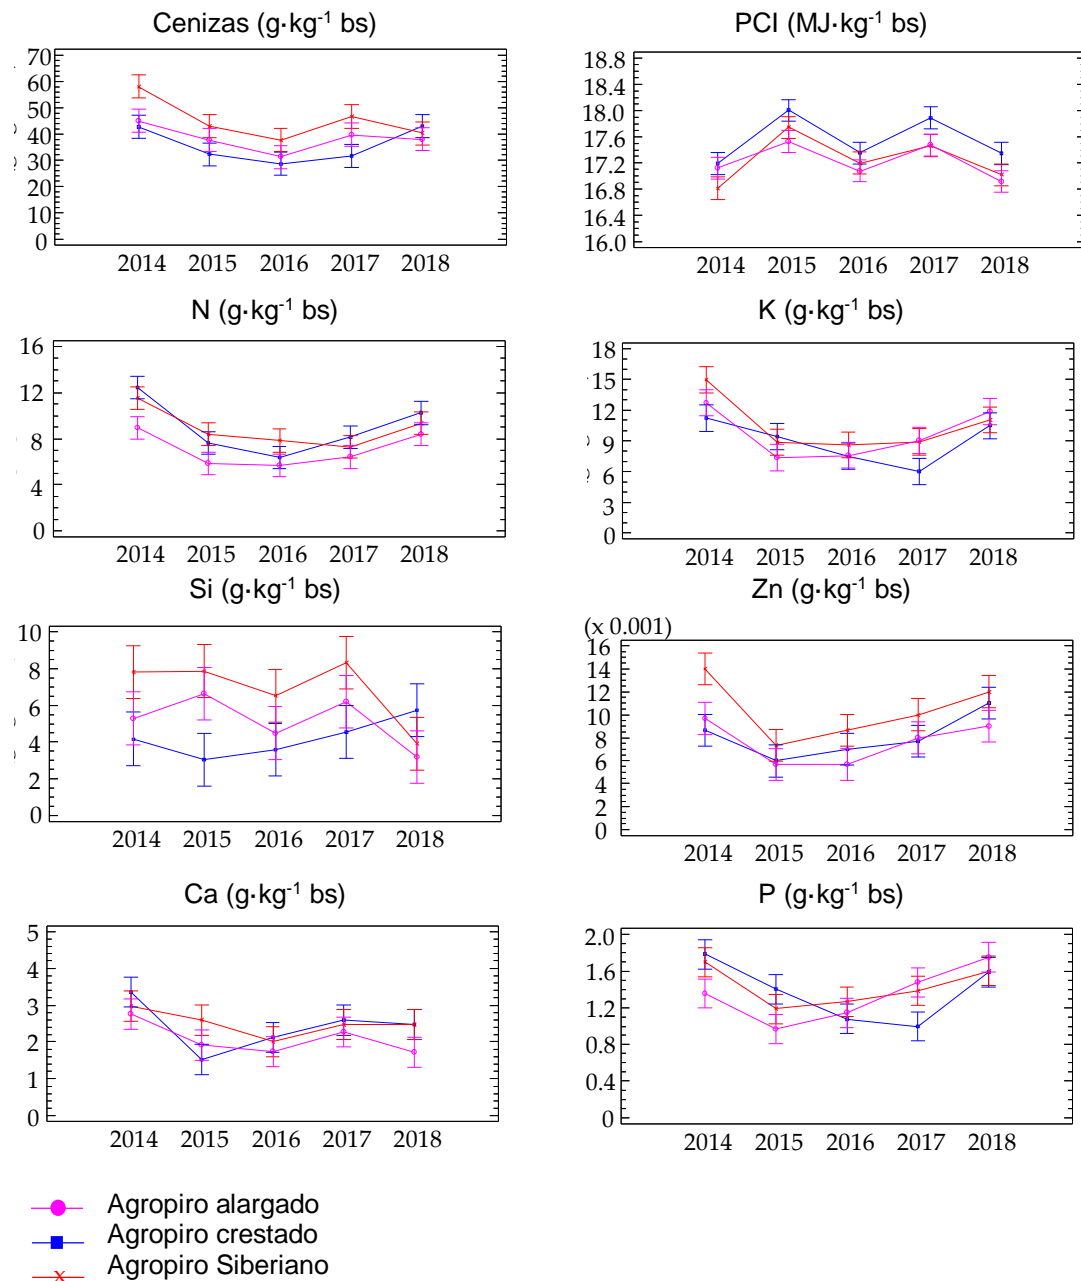 Cenizas (g·kg⁻¹ bs)
70
60
50
40
30
20
10
0
2014 2015 2016 2017 2018
PCI (MJ·kg⁻¹ bs)
18.8
18.4
18.0
17.6
17.2
16.8
16.4
16.0
2014 2015 2016 2017 2018
N (g·kg⁻¹ bs)
16
12
8
4
0
2014 2015 2016 2017 2018
K (g·kg⁻¹ bs)
18
15
12
9
6
3
0
2014 2015 2016 2017 2018
Si (g·kg⁻¹ bs)
10
8
6
4
2
0
2014 2015 2016 2017 2018
Zn (g·kg⁻¹ bs)
(x 0.001)
16
14
12
10
8
6
4
2
0
2014 2015 2016 2017 2018
Ca (g·kg⁻¹ bs)
5
4
3
2
1
0
2014 2015 2016 2017 2018
P (g·kg⁻¹ bs)
2.0
1.6
1.2
0.8
0.4
0
2014 2015 2016 2017 2018
Agropiro alargado
Agropiro crestado
Agropiro Siberiano